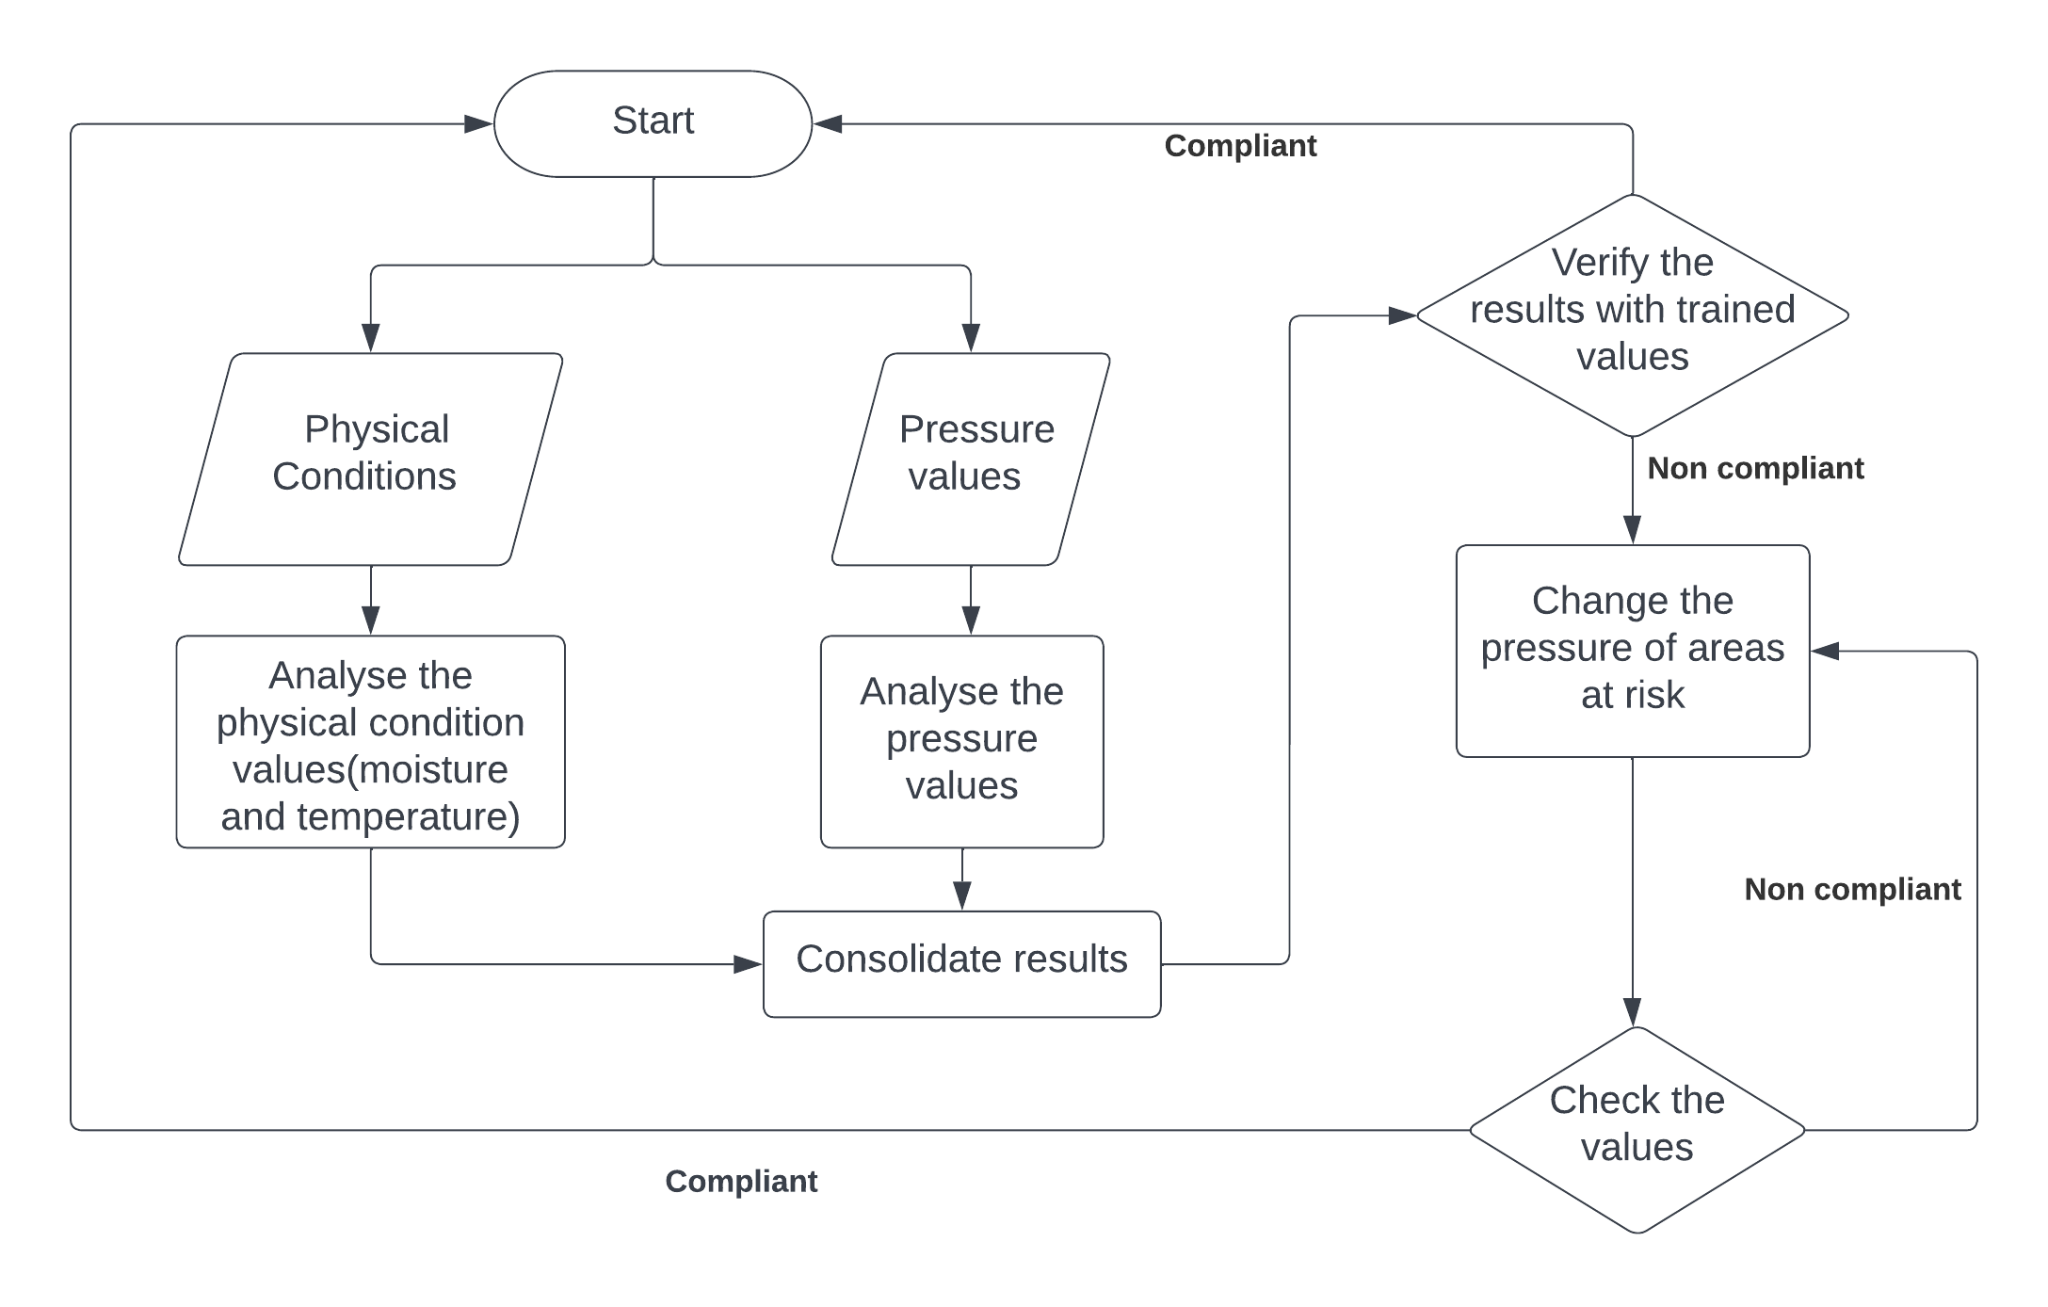 Start
Compliant
Verify the
results with trained
values
Physical
Conditions
Pressure
values
Non compliant
Change the
pressure of areas
at risk
Analyse the
physical condition
values(moisture
and temperature)
Analyse the
pressure
values
Non compliant
Consolidate results
Check the
values
Compliant